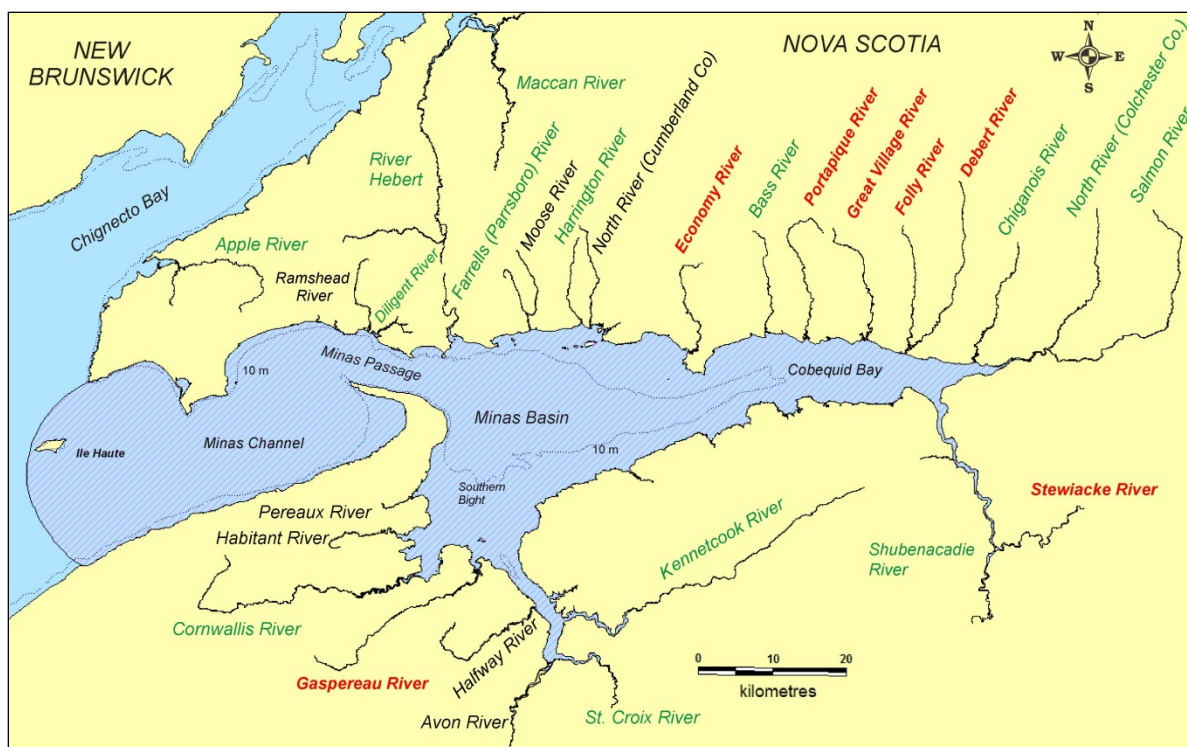 NEW
BRUNSWICK
NOVA SCOTIA
N
W
E
S
Maccan River
River
Hebert
Chignecto Bay
Apple River
Ramshead
River
Diligent River
Farrells (Parrsboro) River
Moose River
Harrington River
North River (Cumberland Co)
Economy River
Bass River
Portapique River
Great Village River
Folly River
Debert River
Chiganois River
North River (Colchester Co.)
Salmon River
10 m
Minas Passage
Cobequid Bay
Minas Basin
Minas Channel
Ile Haute
10 m
Southern
Bight
Pereaux River
Habitant River
Kennetcook River
Stewiacke River
Shubenacadie
River
Cornwallis River
Gaspereau River
Halfway River
Avon River
St. Croix River
0
10
20
kilometres